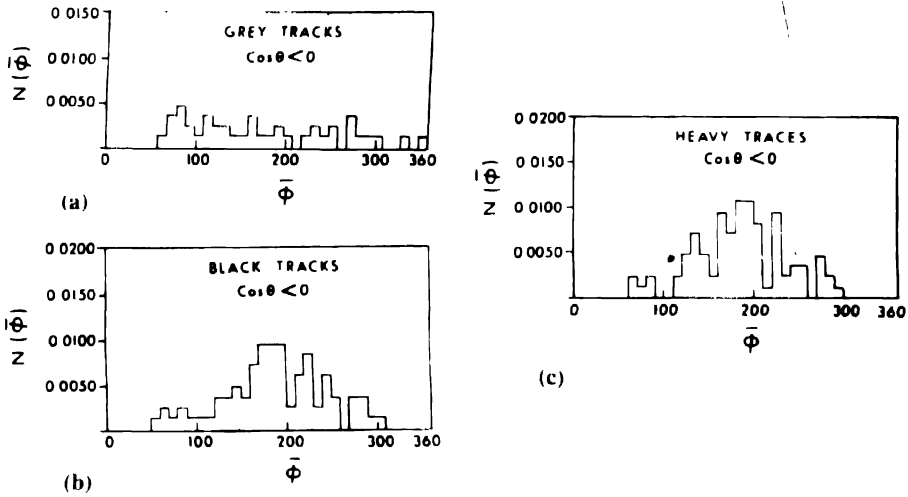 0 0150
GREY TRACKS
Cosθ<0
0 0100
N (φ̄)
0 0050
0 100 200 300 360
φ̄
(a)
0 0200
BLACK TRACKS
Cosθ<0
0 0150
N (φ̄)
0 0100
0 0050
0 100 200 300 360
φ̄
(b)
0 0200
HEAVY TRACES
Cosθ<0
0 0150
N (φ̄)
0 0100
0 0050
0 100 200 300 360
φ̄
(c)